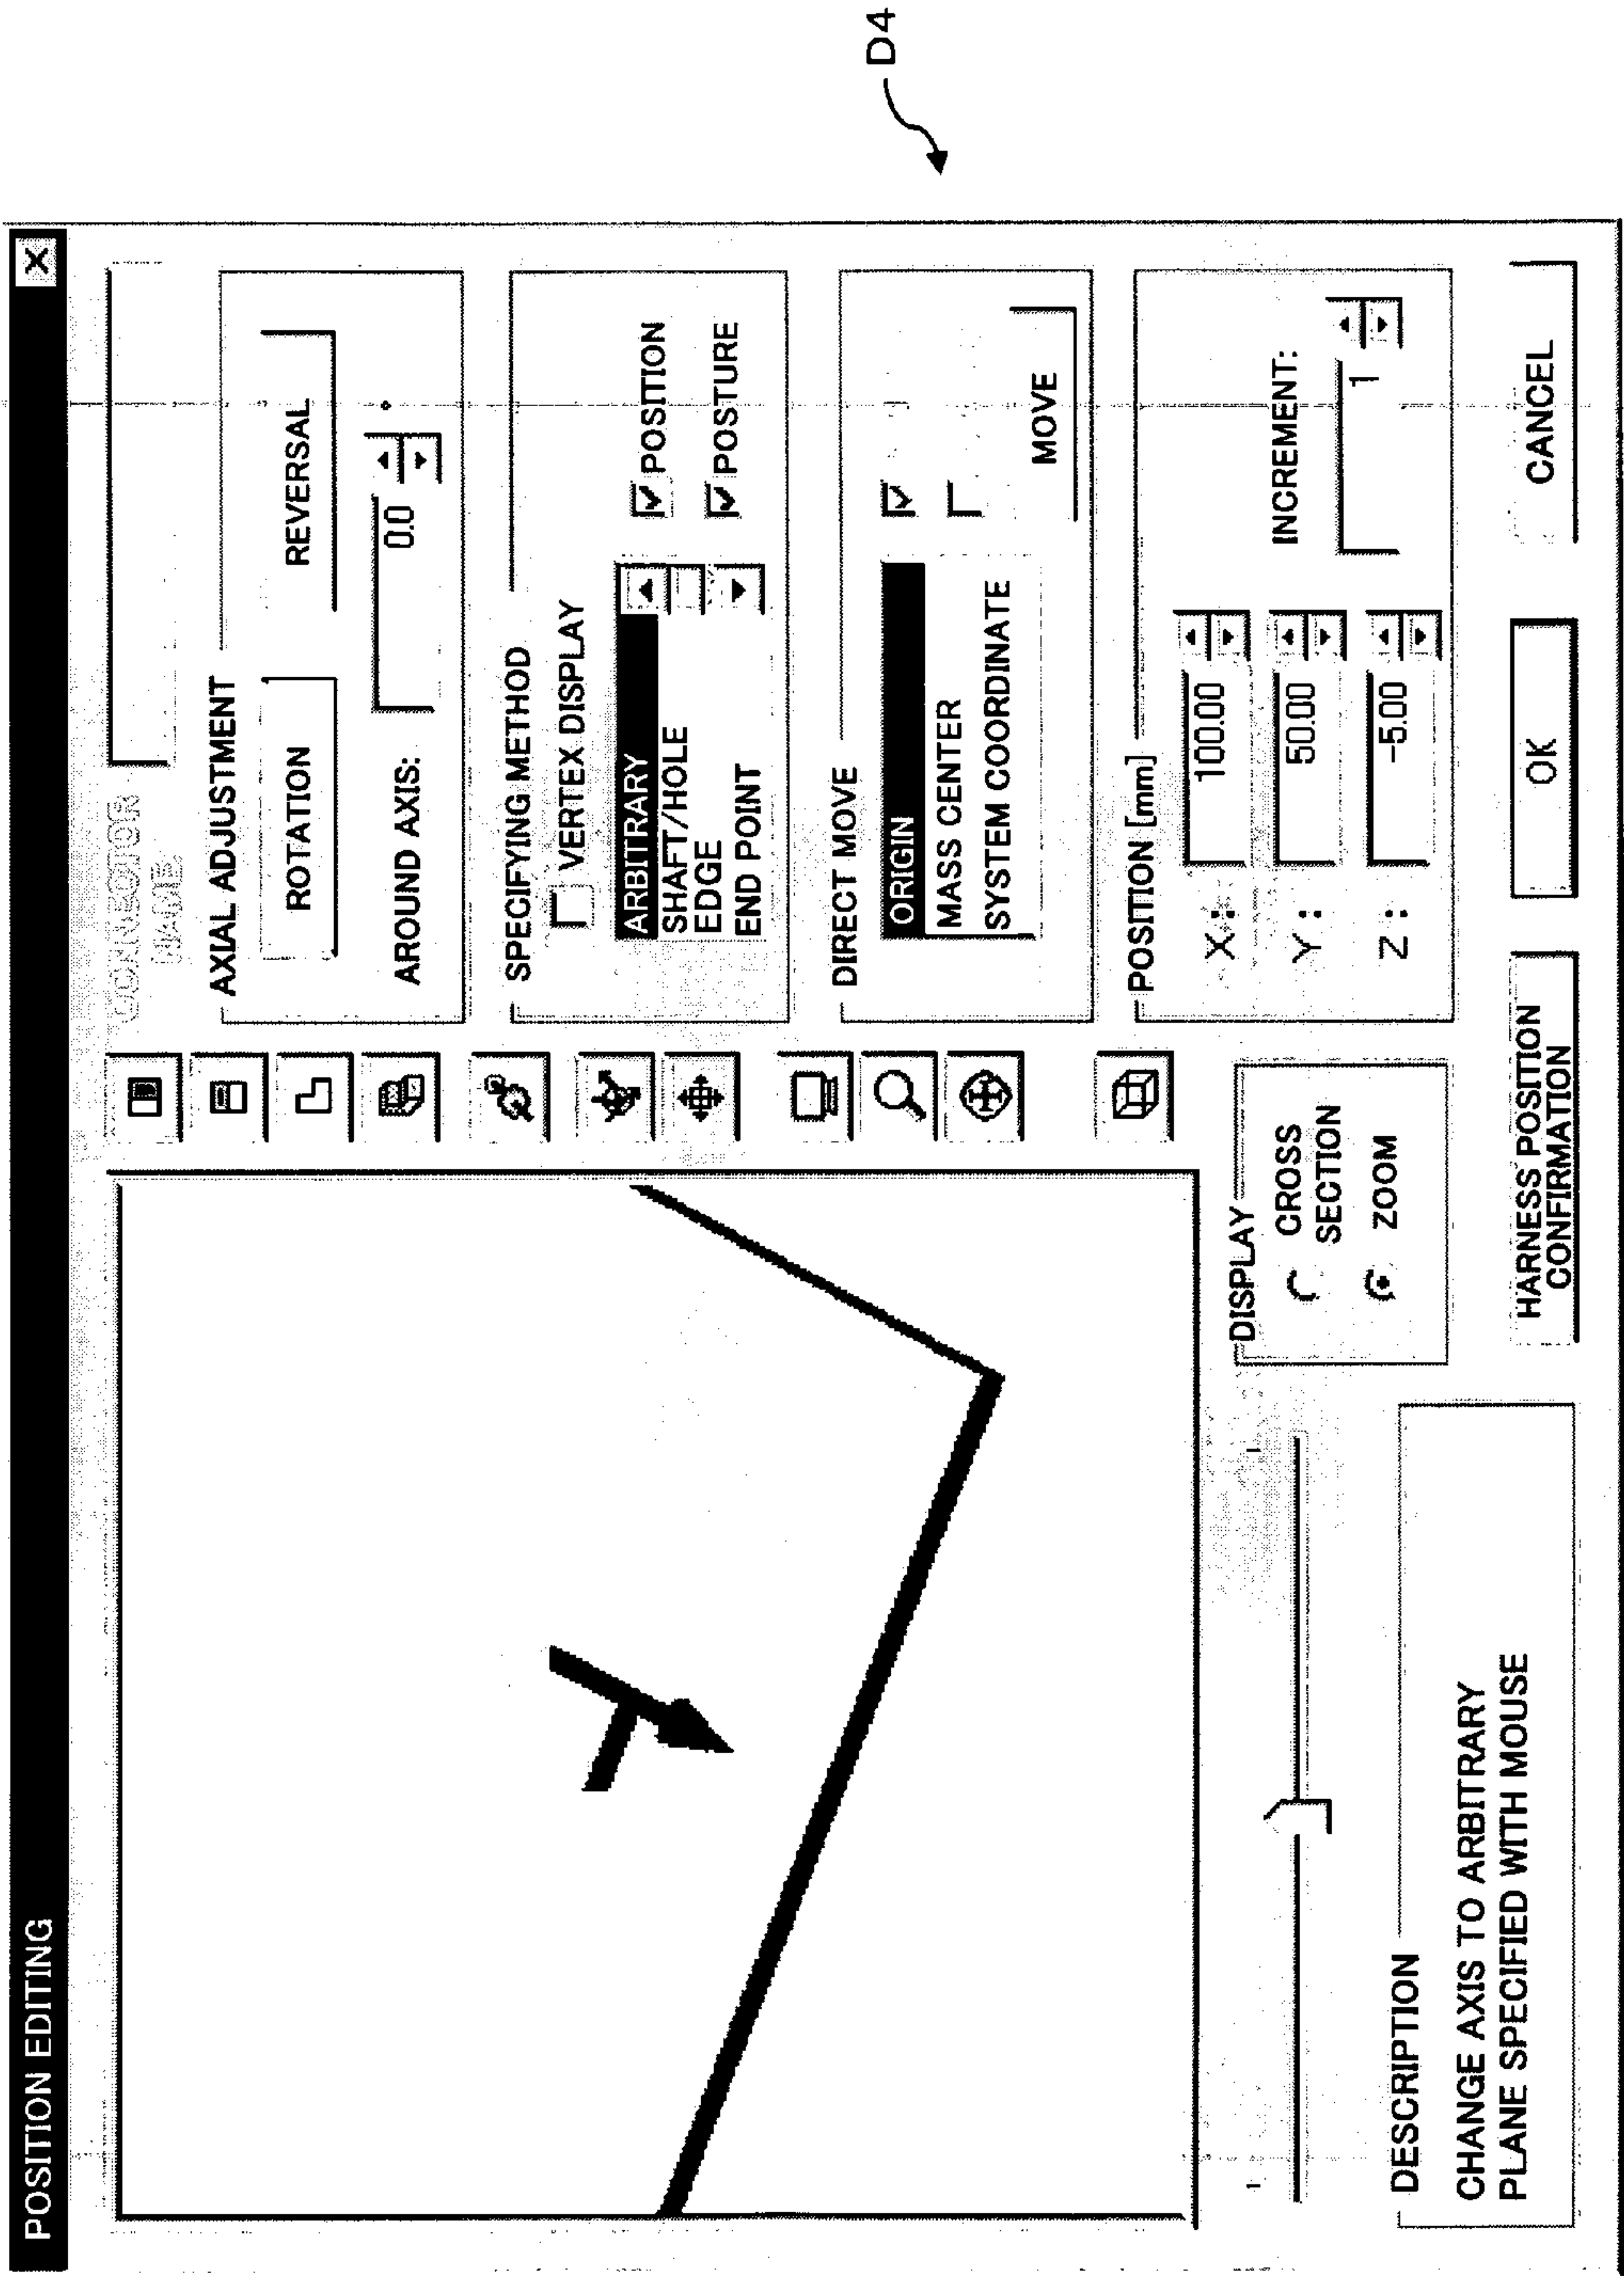 POSITION EDITING
X
CONNECTOR
NAME
AXIAL ADJUSTMENT
ROTATION
REVERSAL
AROUND AXIS:
0.0
°
SPECIFYING METHOD
VERTEX DISPLAY
ARBITRARY
SHAFT/HOLE
EDGE
END POINT
POSITION
POSTURE
DIRECT MOVE
ORIGIN
MASS CENTER
SYSTEM COORDINATE
MOVE
POSITION [mm]
X:
100.00
Y:
50.00
Z:
-5.00
INCREMENT:
1
DISPLAY
CROSS
SECTION
ZOOM
DESCRIPTION
CHANGE AXIS TO ARBITRARY
PLANE SPECIFIED WITH MOUSE
HARNESS POSITION
CONFIRMATION
OK
CANCEL
D4